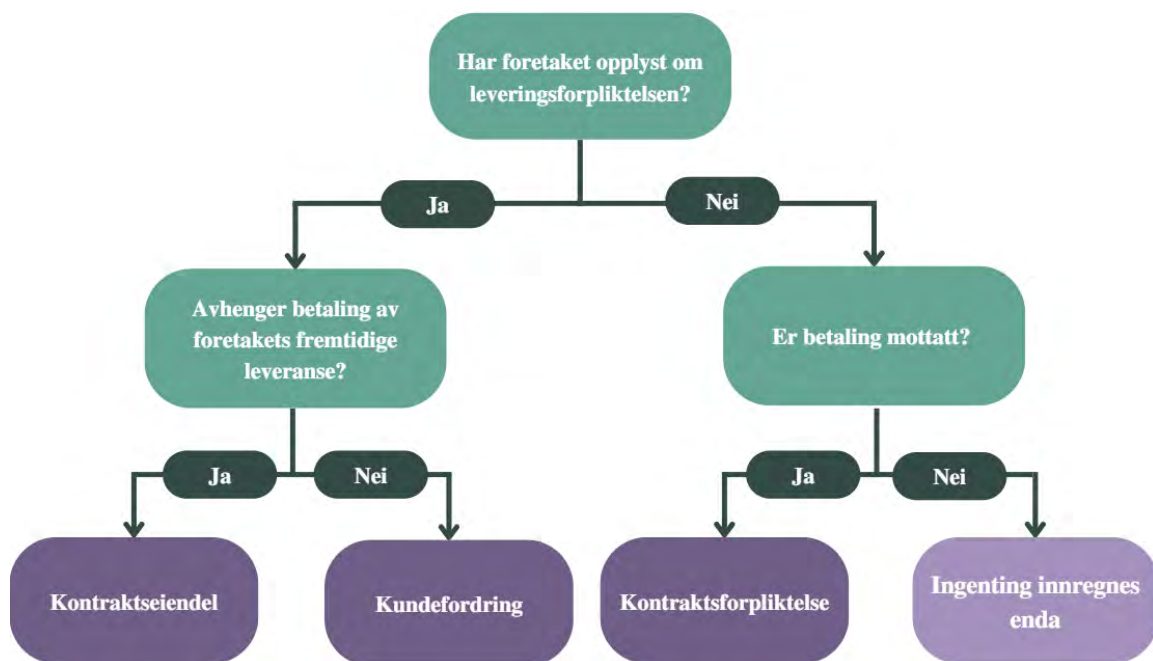 Har foretaket opplyst om
leveringsforpliktelsen?
Ja
Nei
Avhenger betaling av
foretakets fremtidige
leveranse?
Er betaling mottatt?
Ja
Nei
Ja
Nei
Kontraktseiendel
Kundefordring
Kontraktsforpliktelse
Ingenting innregnes
enda